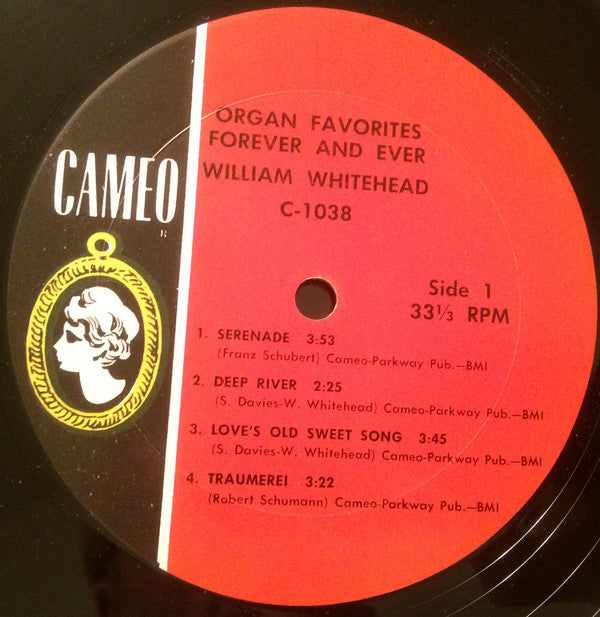 CAMEO
R
ORGAN FAVORITES
FOREVER AND EVER
WILLIAM WHITEHEAD
C-1038
Side 1
33⅓ RPM
1. SERENADE 3:53
(Franz Schubert) Cameo-Parkway Pub.—BMI
2. DEEP RIVER 2:25
(S. Davies-W. Whitehead) Cameo-Parkway Pub.—BMI
3. LOVE'S OLD SWEET SONG 3:45
(S. Davies-W. Whitehead) Cameo-Parkway Pub.—BMI
4. TRAUMEREI 3:22
(Robert Schumann) Cameo-Parkway Pub.—BMI